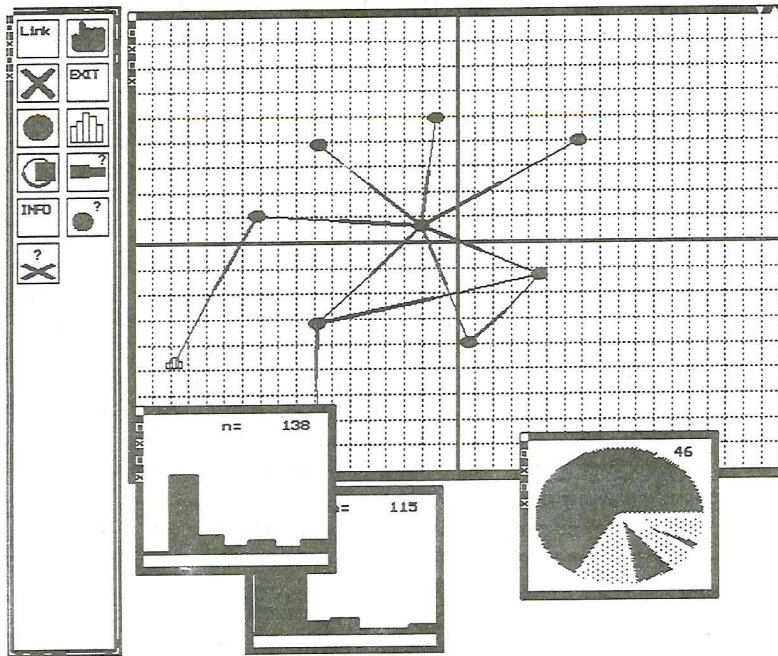 Link
EXIT
?
INFO
?
?
n= 138
n= 115
46